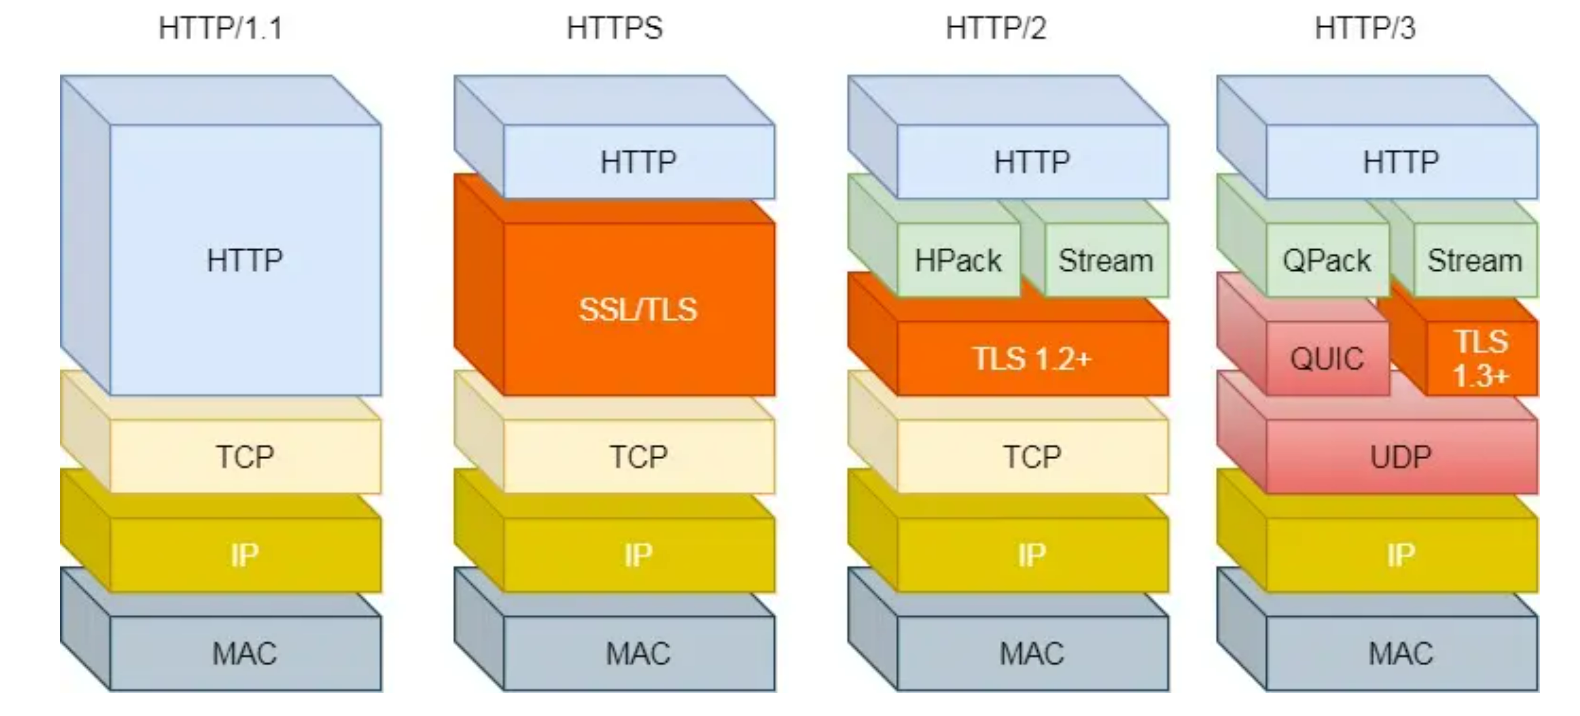 HTTP/1.1
HTTP
TCP
IP
MAC
HTTPS
HTTP
SSL/TLS
TCP
IP
MAC
HTTP/2
HTTP
HPack
Stream
TLS 1.2+
TCP
IP
MAC
HTTP/3
HTTP
QPack
Stream
QUIC
TLS
1.3+
UDP
IP
MAC